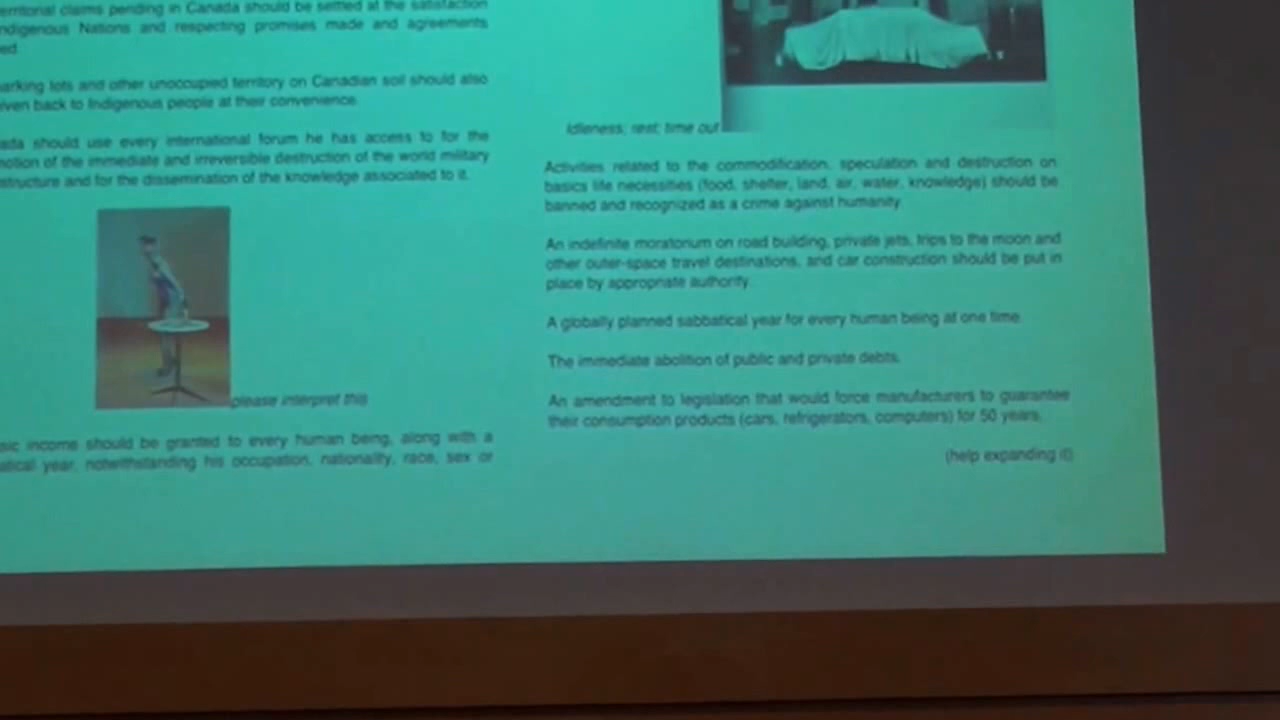 territorial claims pending in Canada should be settled at the satisfaction
Indigenous Nations and respecting promises made and agreements
ed.
arking lots and other unoccupied territory on Canadian soil should also
iven back to Indigenous people at their convenience.
ada should use every international forum he has access to for the
motion of the immediate and irreversible destruction of the world military
structure and for the dissemination of the knowledge associated to it.
please interpret this
sic income should be granted to every human being, along with a
atical year, notwithstanding his occupation, nationality, race, sex or
Idleness; rest; time out
Activities related to the commodification, speculation and destruction on
basics life necessities (food, shelter, land, air, water, knowledge) should be
banned and recognized as a crime against humanity.
An indefinite moratorium on road building, private jets, trips to the moon and
other outer-space travel destinations, and car construction should be put in
place by appropriate authority.
A globally planned sabbatical year for every human being at one time.
The immediate abolition of public and private debts.
An amendment to legislation that would force manufacturers to guarantee
their consumption products (cars, refrigerators, computers) for 50 years.
(help expanding it)